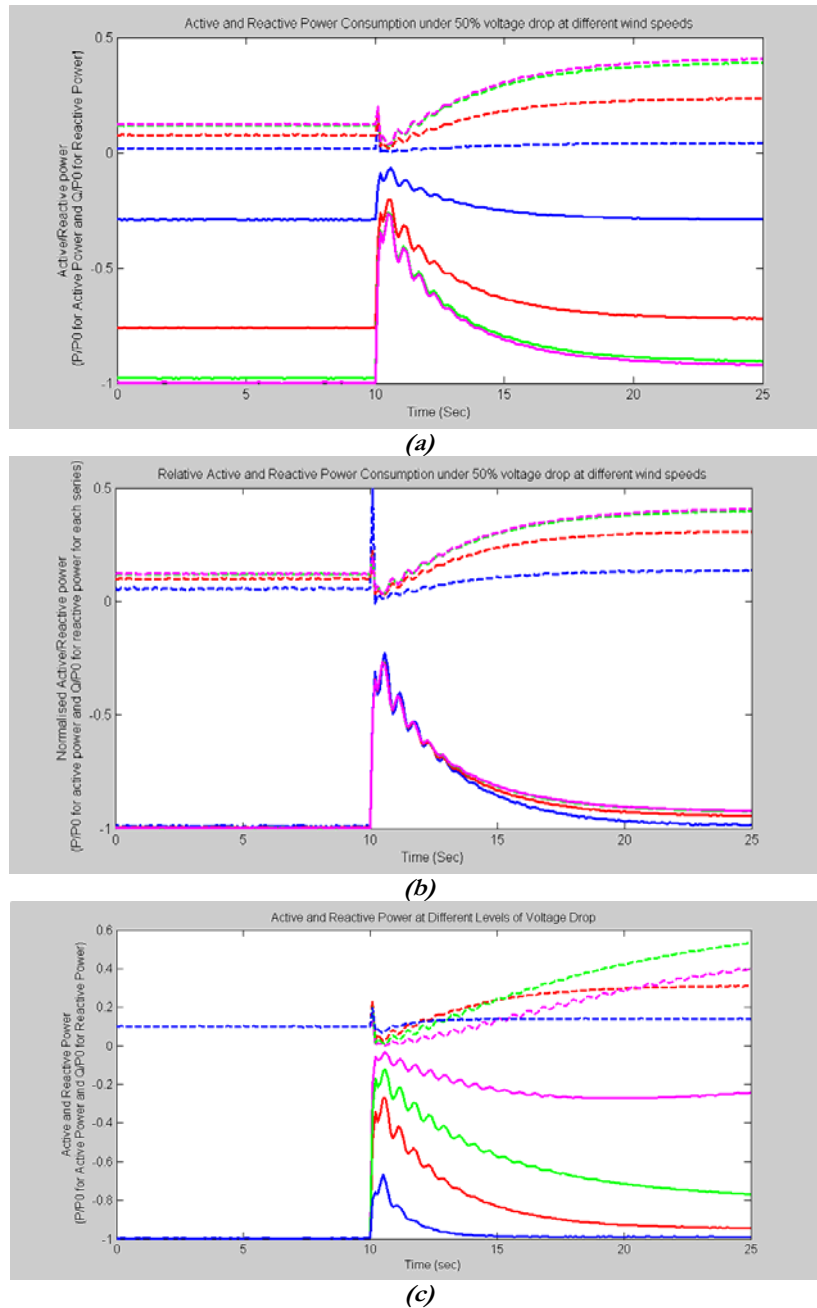 Active and Reactive Power Consumption under 50% voltage drop at different wind speeds
Active/Reactive power
(P/P0 for Active Power and Q/P0 for Reactive Power]
0.5
0
-0.5
-1
0
5
10
15
20
25
Time (Sec)
(a)
Relative Active and Reactive Power Consumption under 50% voltage drop at different wind speeds
Normalised Active/Reactive power
(P/P0 for active power and Q/P0 for reactive power for each series)
0.5
0
-0.5
-1
0
5
10
15
20
25
Time (Sec)
(b)
Active and Reactive Power at Different Levels of Voltage Drop
Active and Reactive Power
(P/P0 for Active Power and Q/P0 for Reactive Power)
0.6
0.4
0.2
0
-0.2
-0.4
-0.6
-0.8
-1
0
5
10
15
20
25
Time (sec)
(c)